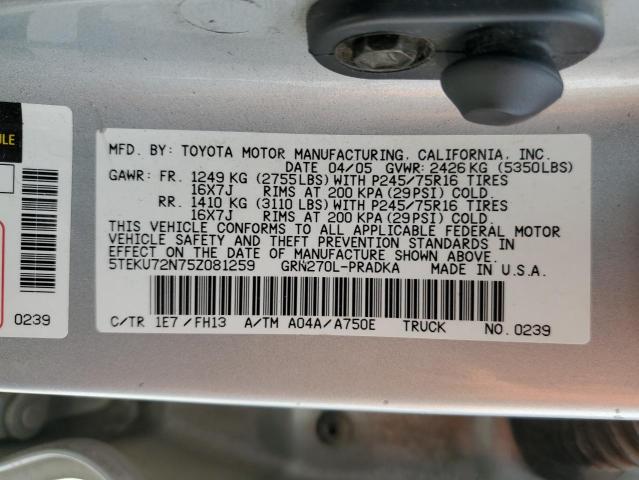 MFD. BY: TOYOTA MOTOR MANUFACTURING, CALIFORNIA, INC.
DATE 04/05 GVWR: 2426 KG (5350LBS)
GAWR: FR. 1249 KG (2755LBS) WITH P245/75R16 TIRES
16X7J RIMS AT 200 KPA (29PSI) COLD.
RR. 1410 KG (3110 LBS) WITH P245/75R16 TIRES
16X7J RIMS AT 200 KPA (29 PSI) COLD.
THIS VEHICLE CONFORMS TO ALL APPLICABLE FEDERAL MOTOR
VEHICLE AND THEFT PREVENTION STANDARDS IN
EFFECT ON THE DATE OF MANUFACTURE SHOWN ABOVE.
5TEKU72N75Z081259 GRN270L-PRADKA MADE IN U.S.A.
C/TR 1E7 / FH13 A/TM A04A/A750E TRUCK NO. 0239
0239